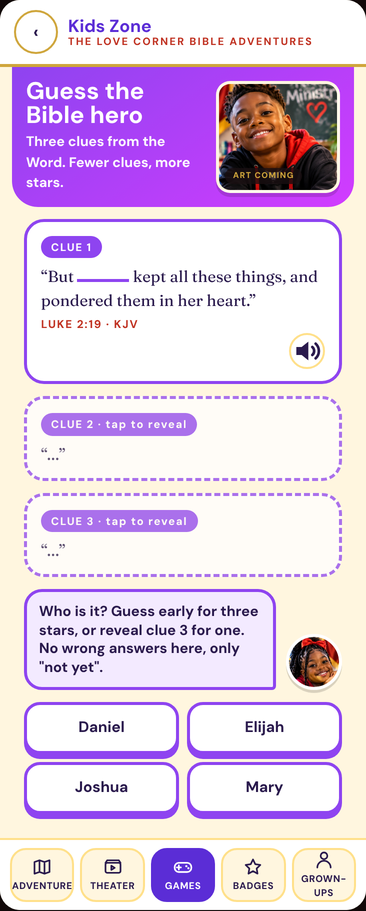 ‹
Kids Zone
THE LOVE CORNER BIBLE ADVENTURES
Guess the
Bible hero
Three clues from the
Word. Fewer clues, more
stars.
Ministr
ART COMING
CLUE 1
“But ______ kept all these things, and
pondered them in her heart.”
LUKE 2:19 · KJV
CLUE 2 · tap to reveal
“...”
CLUE 3 · tap to reveal
“...”
Who is it? Guess early for three
stars, or reveal clue 3 for one.
No wrong answers here, only
"not yet".
Daniel
Elijah
Joshua
Mary
ADVENTURE
THEATER
GAMES
BADGES
GROWN-
UPS